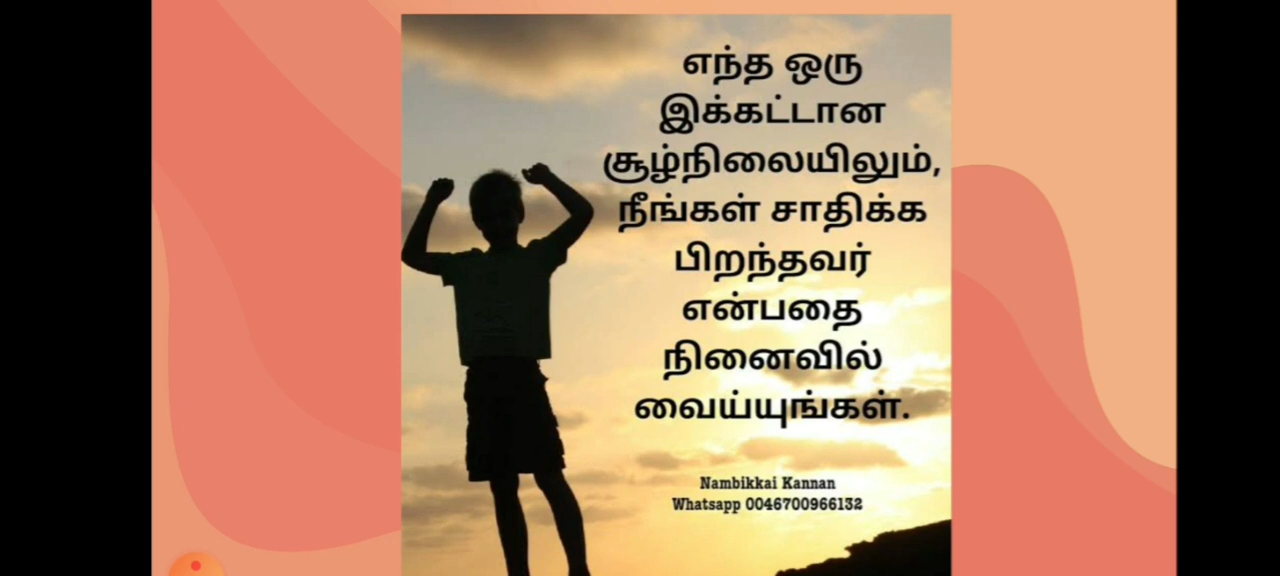 எந்த ஒரு
இக்கட்டான
சூழ்நிலையிலும்,
நீங்கள் சாதிக்க
பிறந்தவர்
என்பதை
நினைவில்
வைய்யுங்கள்.
Nambikkai Kannan
Whatsapp 0046700966132